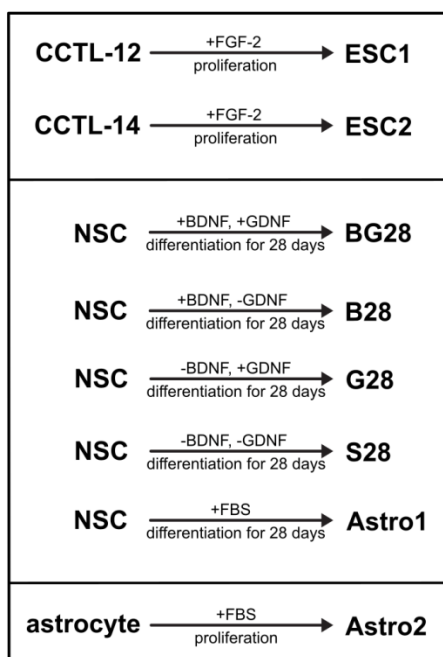 +FGF-2
CCTL-12 ESC1
proliferation
+FGF-2
CCTL-14 ESC2
proliferation
+BDNF, +GDNF
NSC BG28
differentiation for 28 days
+BDNF, -GDNF
NSC B28
differentiation for 28 days
-BDNF, +GDNF
NSC G28
differentiation for 28 days
-BDNF, -GDNF
NSC S28
differentiation for 28 days
+FBS
NSC Astro1
differentiation for 28 days
+FBS
astrocyte Astro2
proliferation